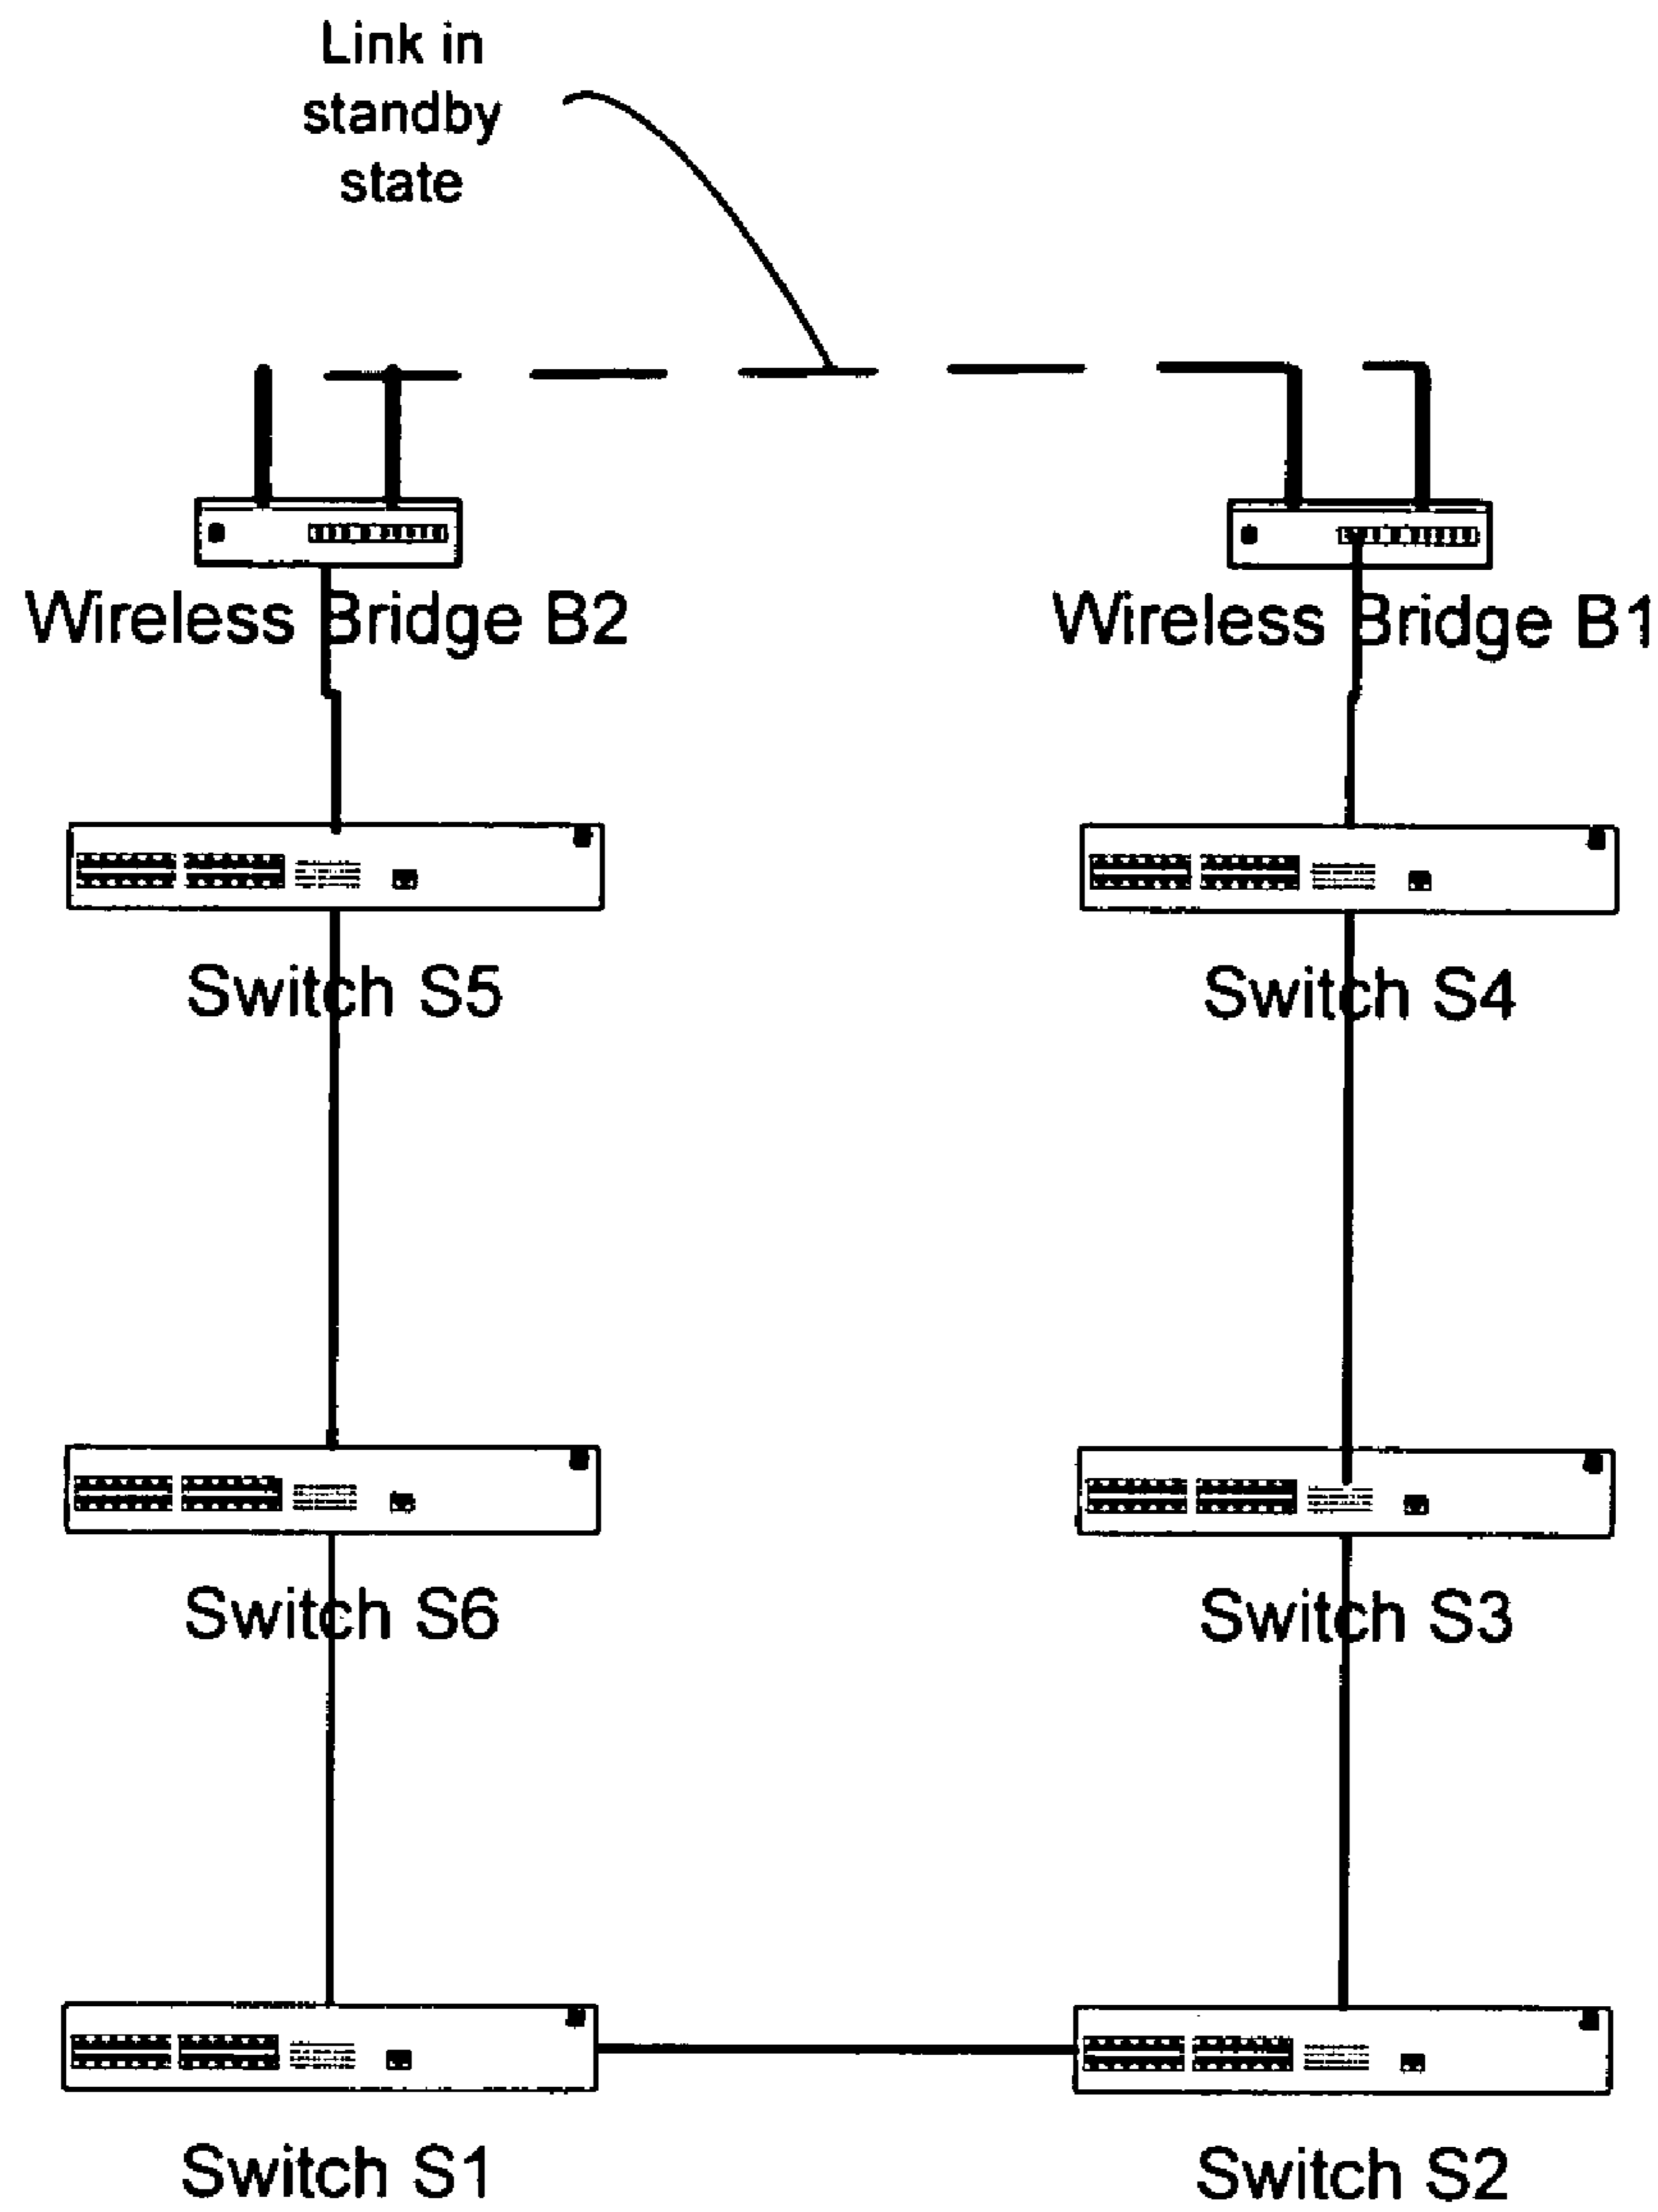 Link in
standby
state
Wireless Bridge B2
Wireless Bridge B1
Switch S5
Switch S4
Switch S6
Switch S3
Switch S1
Switch S2